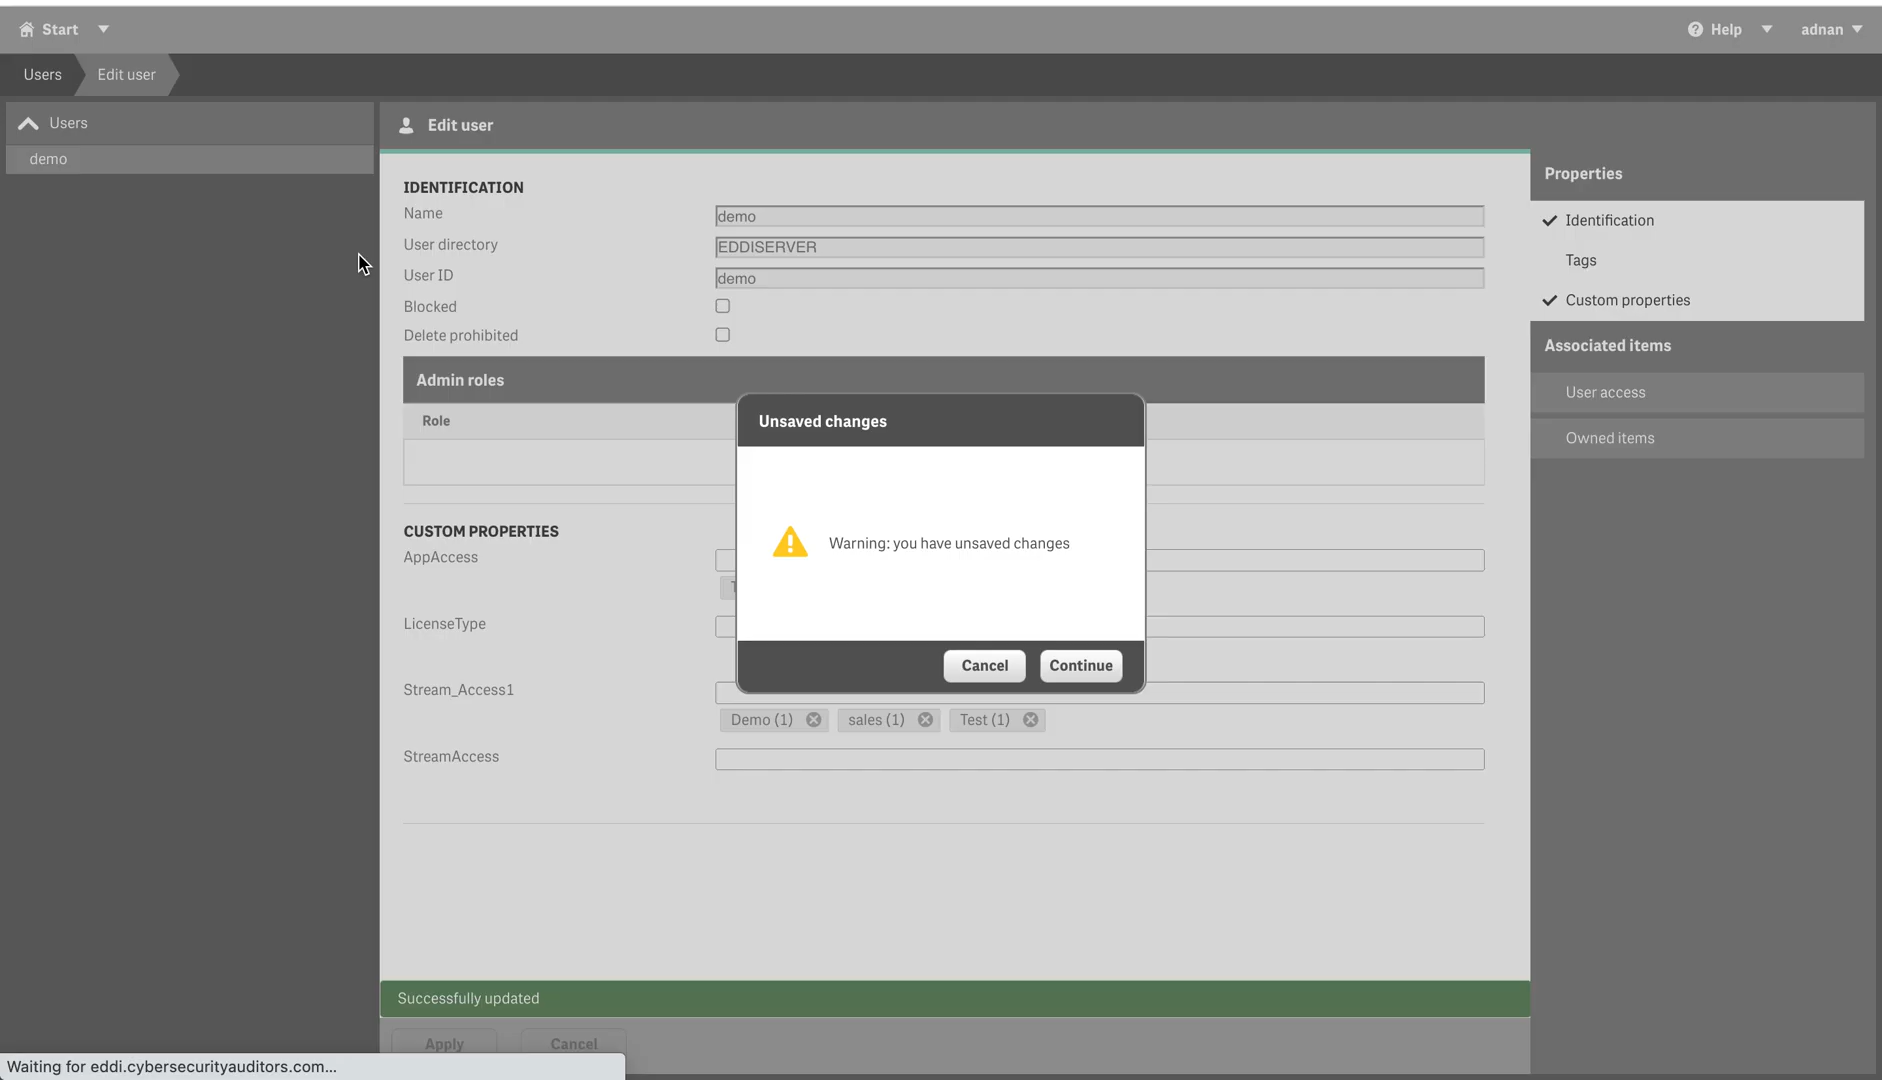 Start
Help
adnan
Users
Edit user
Users
demo
Edit user
IDENTIFICATION
Name
demo
User directory
EDDISERVER
User ID
demo
Blocked
Delete prohibited
Admin roles
Role
CUSTOM PROPERTIES
AppAccess
LicenseType
Stream_Access1
Demo (1)
sales (1)
Test (1)
StreamAccess
Unsaved changes
Warning: you have unsaved changes
Cancel
Continue
Successfully updated
Apply
Cancel
Properties
Identification
Tags
Custom properties
Associated items
User access
Owned items
Waiting for eddi.cybersecurityauditors.com...